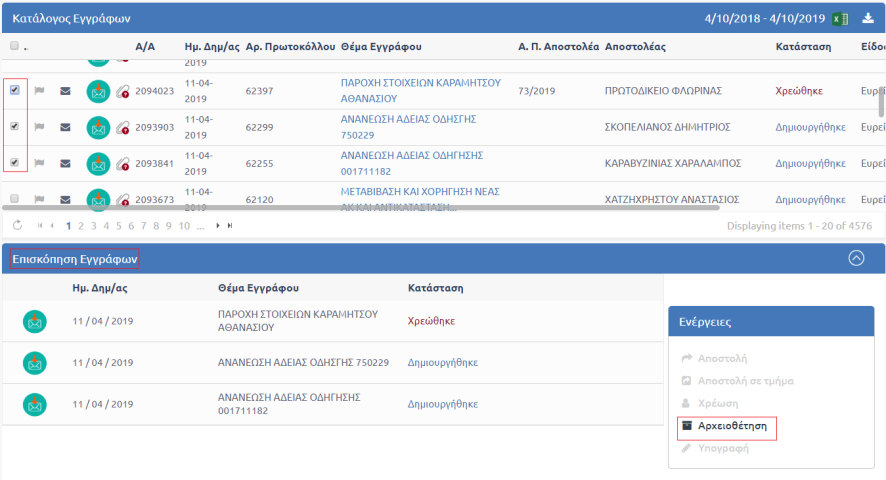 Κατάλογος Εγγράφων 4/10/2018 - 4/10/2019
.. Α/Α Ημ. Δημ/ας Αρ. Πρωτοκόλλου Θέμα Εγγράφου Α. Π. Αποστολέα Αποστολέας Κατάσταση Είδο
2019
2094023 11-04-2019 62397 ΠΑΡΟΧΗ ΣΤΟΙΧΕΙΩΝ ΚΑΡΑΜΗΤΣΟΥ ΑΘΑΝΑΣΙΟΥ 73/2019 ΠΡΩΤΟΔΙΚΕΙΟ ΦΛΩΡΙΝΑΣ Χρεώθηκε Ευρεί
2093903 11-04-2019 62299 ΑΝΑΝΕΩΣΗ ΑΔΕΙΑΣ ΟΔΗΣΓΗΣ 750229 ΣΚΟΠΕΛΙΑΝΟΣ ΔΗΜΗΤΡΙΟΣ Δημιουργήθηκε Ευρεί
2093841 11-04-2019 62255 ΑΝΑΝΕΩΣΗ ΑΔΕΙΑΣ ΟΔΗΓΗΣΗΣ 001711182 ΚΑΡΑΒΥΖΙΝΙΑΣ ΧΑΡΑΛΑΜΠΟΣ Δημιουργήθηκε Ευρεί
2093673 11-04-2019 62120 ΜΕΤΑΒΙΒΑΣΗ ΚΑΙ ΧΟΡΗΓΗΣΗ ΝΕΑΣ ΑΚ ΚΑΙ ΑΝΤΙΚΑΤΑΣΤΑΣΗ... ΧΑΤΖΗΧΡΗΣΤΟΥ ΑΝΑΣΤΑΣΙΟΣ Δημιουργήθηκε Ευρεί
1 2 3 4 5 6 7 8 9 10 ... Displaying items 1 - 20 of 4576
Επισκόπηση Εγγράφων
Ημ. Δημ/ας Θέμα Εγγράφου Κατάσταση
11 / 04 / 2019 ΠΑΡΟΧΗ ΣΤΟΙΧΕΙΩΝ ΚΑΡΑΜΗΤΣΟΥ ΑΘΑΝΑΣΙΟΥ Χρεώθηκε
11 / 04 / 2019 ΑΝΑΝΕΩΣΗ ΑΔΕΙΑΣ ΟΔΗΣΓΗΣ 750229 Δημιουργήθηκε
11 / 04 / 2019 ΑΝΑΝΕΩΣΗ ΑΔΕΙΑΣ ΟΔΗΓΗΣΗΣ 001711182 Δημιουργήθηκε
Ενέργειες
Αποστολή
Αποστολή σε τμήμα
Χρέωση
Αρχειοθέτηση
Υπογραφή